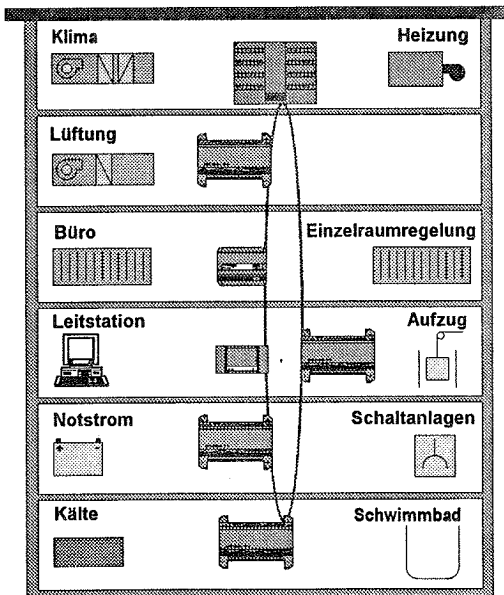 Klima
Heizung
Lüftung
Büro
Einzelraumregelung
Leitstation
Aufzug
Notstrom
Schaltanlagen
Kälte
Schwimmbad